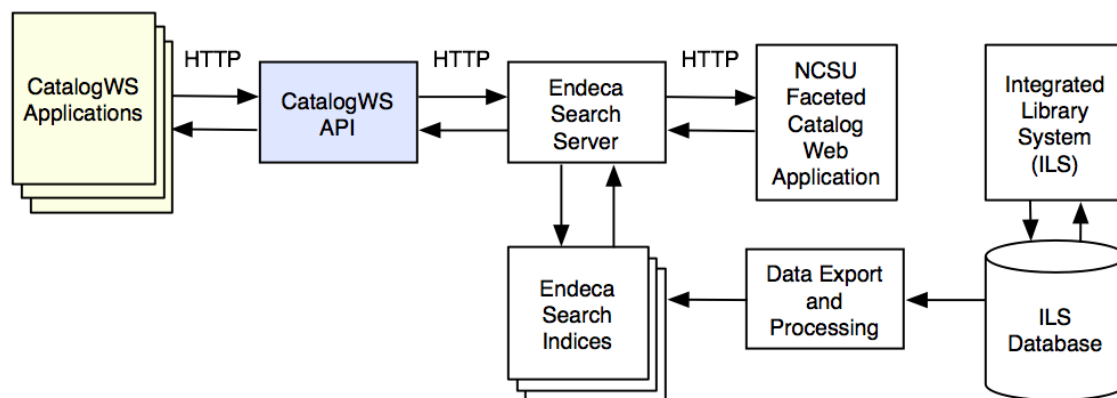 HTTP
HTTP
HTTP
CatalogWS
Applications
CatalogWS
API
Endeca
Search
Server
NCSU
Faceted
Catalog
Web
Application
Integrated
Library
System
(ILS)
Endeca
Search
Indices
Data Export
and
Processing
ILS
Database